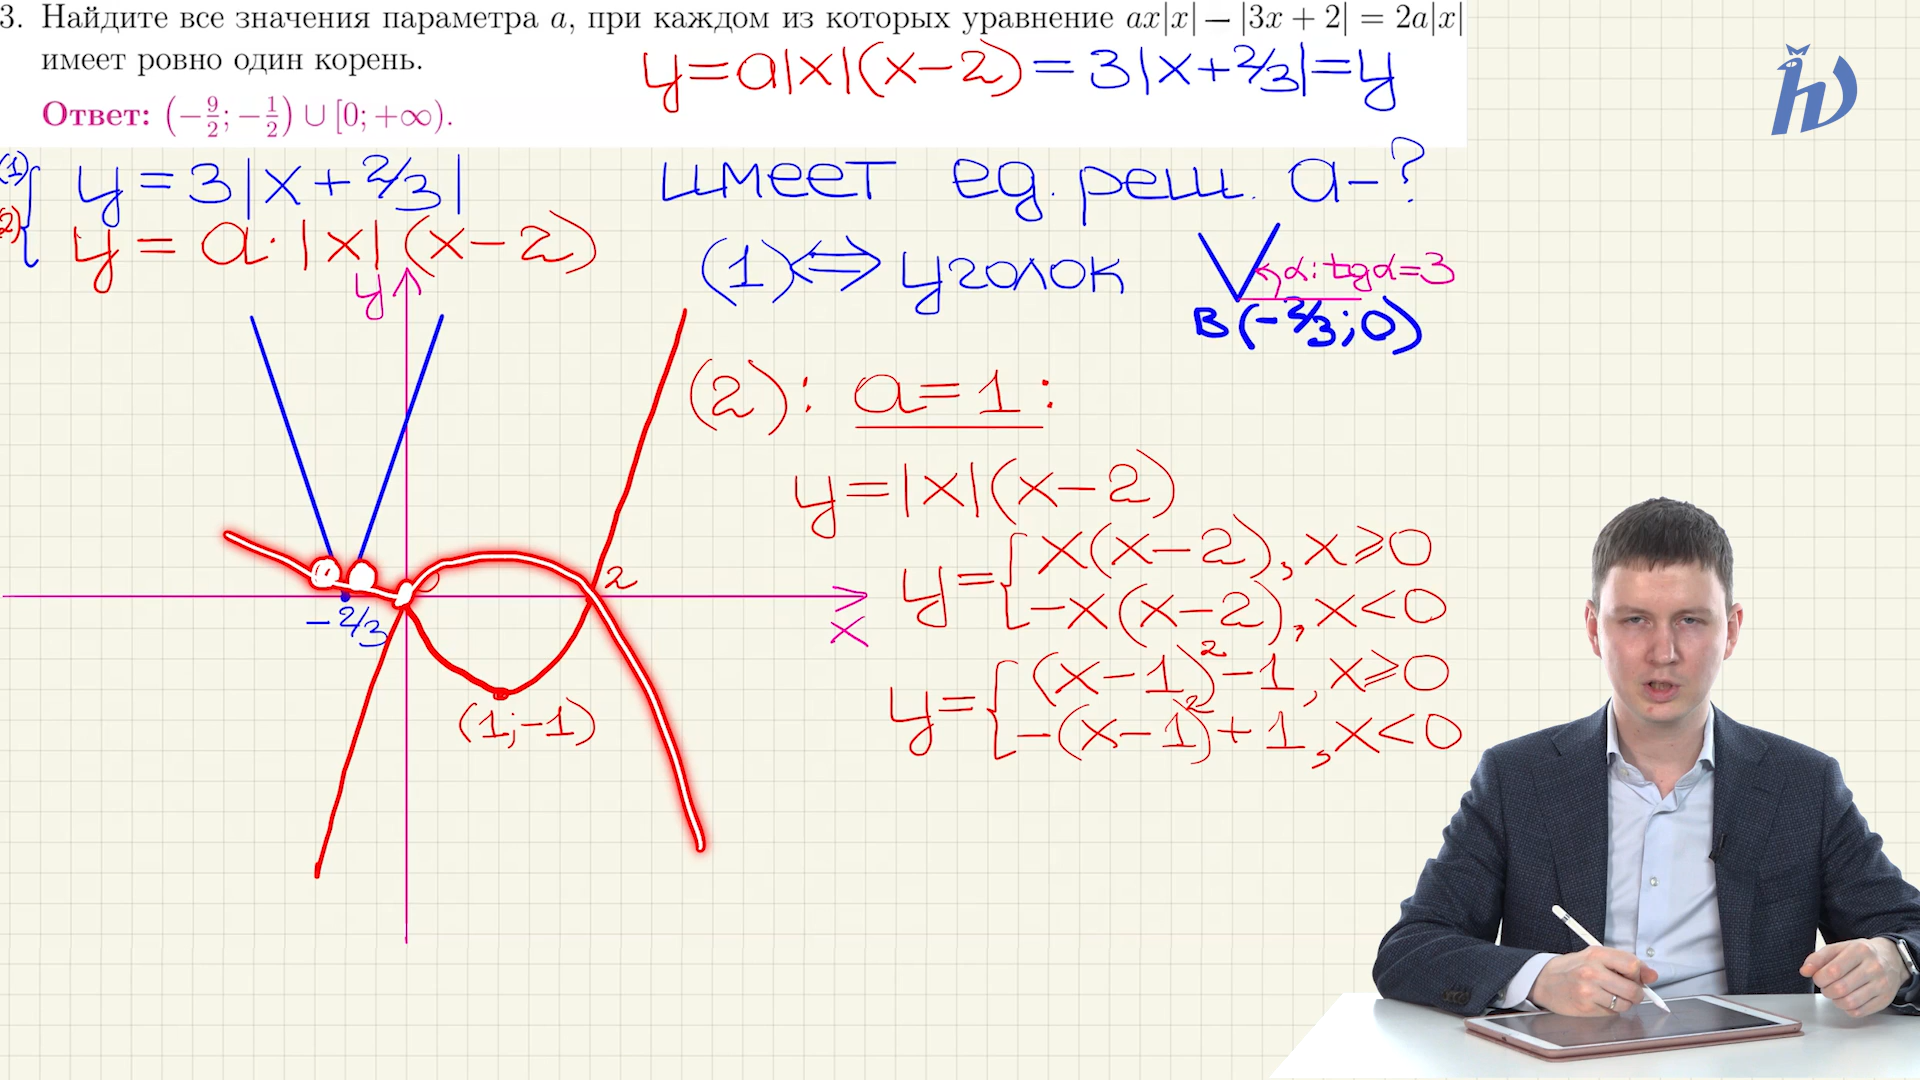 3. Найдите все значения параметра a, при каждом из которых уравнение ax|x| − |3x + 2| = 2a|x|
имеет ровно один корень.
y=a|x|(x−2)=3|x+2/3|=y
Ответ: (−9/2; −1/2) ∪ [0; +∞).
(1) { y=3|x+2/3|
имеет ед. реш. a−?
(2) { y=a·|x|(x−2)
(1)⟺ уголок
α: tgα=3
B(−2/3;0)
y
(2): a=1:
y=|x|(x−2)
y={ x(x−2), x⩾0
−x(x−2), x<0
0
2
−2/3
x
y={ (x−1)²−1, x⩾0
−(x−1)²+1, x<0
(1;−1)